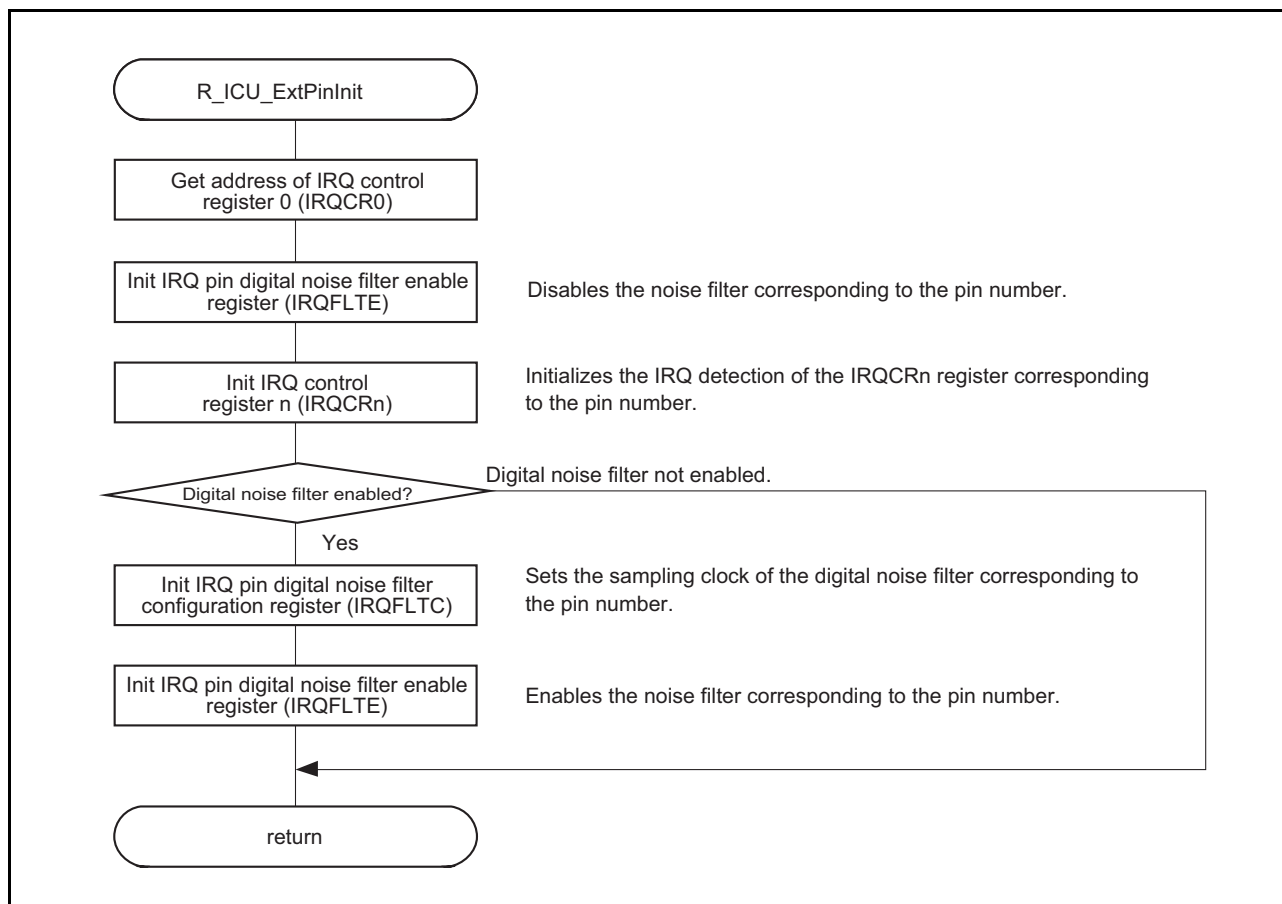 R_ICU_ExtPinInit
Get address of IRQ control
register 0 (IRQCR0)
Init IRQ pin digital noise filter enable
register (IRQFLTE)
Disables the noise filter corresponding to the pin number.
Init IRQ control
register n (IRQCRn)
Initializes the IRQ detection of the IRQCRn register corresponding
to the pin number.
Digital noise filter enabled?
Digital noise filter not enabled.
Yes
Init IRQ pin digital noise filter
configuration register (IRQFLTC)
Sets the sampling clock of the digital noise filter corresponding to
the pin number.
Init IRQ pin digital noise filter enable
register (IRQFLTE)
Enables the noise filter corresponding to the pin number.
return